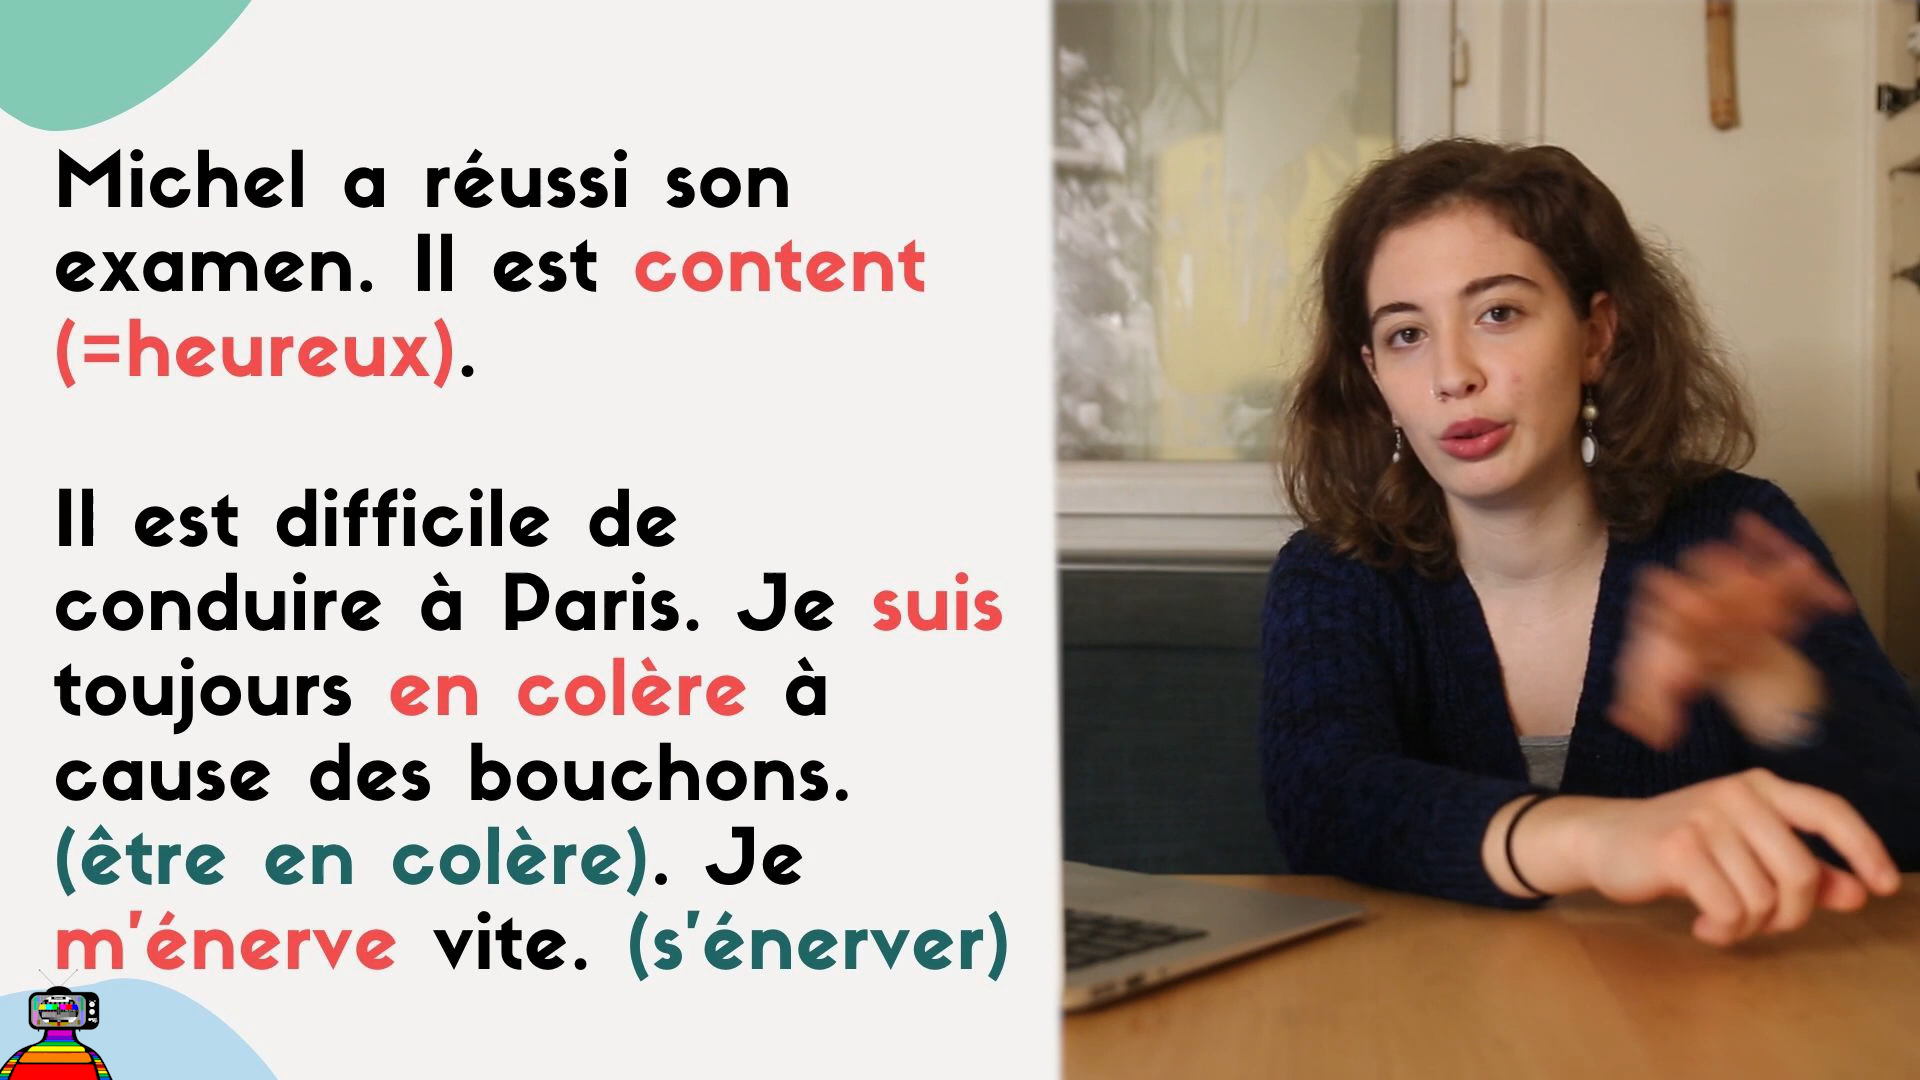 Michel a réussi son
examen. Il est content
(=heureux).
Il est difficile de
conduire à Paris. Je suis
toujours en colère à
cause des bouchons.
(être en colère). Je
m'énerve vite. (s'énerver)